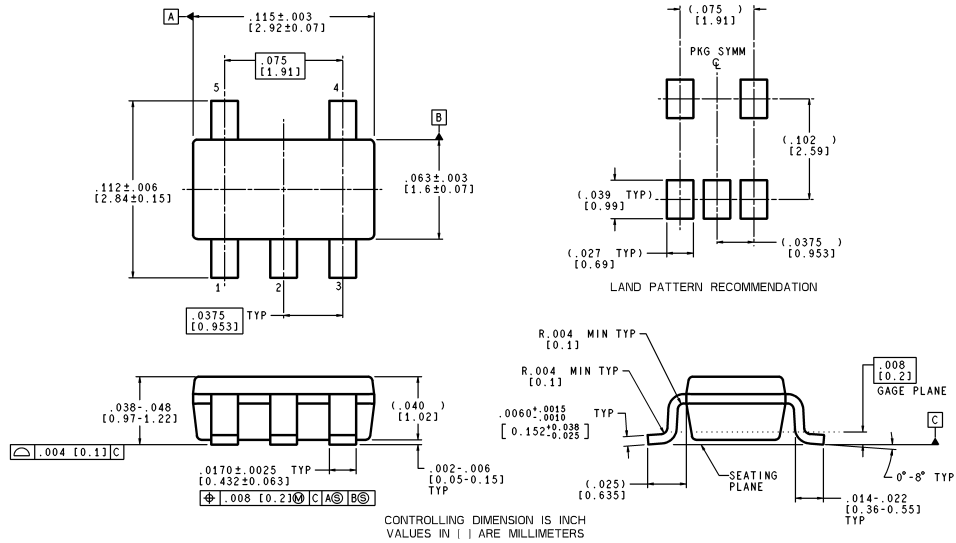 A
.115±.003
[2.92±0.07]
.075
[1.91]
5
4
B
.112±.006
[2.84±0.15]
.063±.003
[1.6±0.07]
1
2
3
.0375
[0.953]
TYP
(.075 )
[1.91]
PKG SYMM
℄
(.102 )
[2.59]
(.039 TYP)
[0.99]
(.027 TYP)
[0.69]
(.0375 )
[0.953]
LAND PATTERN RECOMMENDATION
.038-.048
[0.97-1.22]
(.040 )
[1.02]
⌓ .004 [0.1] C
.0170±.0025 TYP
[0.432±0.063]
.002-.006
[0.05-0.15]
TYP
⌖ .008 [0.2]Ⓜ C AⓈ BⓈ
R.004 MIN TYP
[0.1]
R.004 MIN TYP
[0.1]
.0060+.0015 -.0010 TYP
[0.152+0.038 -0.025]
.008
[0.2]
GAGE PLANE
C
(.025)
[0.635]
SEATING
PLANE
0°-8° TYP
.014-.022
[0.36-0.55]
TYP
CONTROLLING DIMENSION IS INCH
VALUES IN [ ] ARE MILLIMETERS